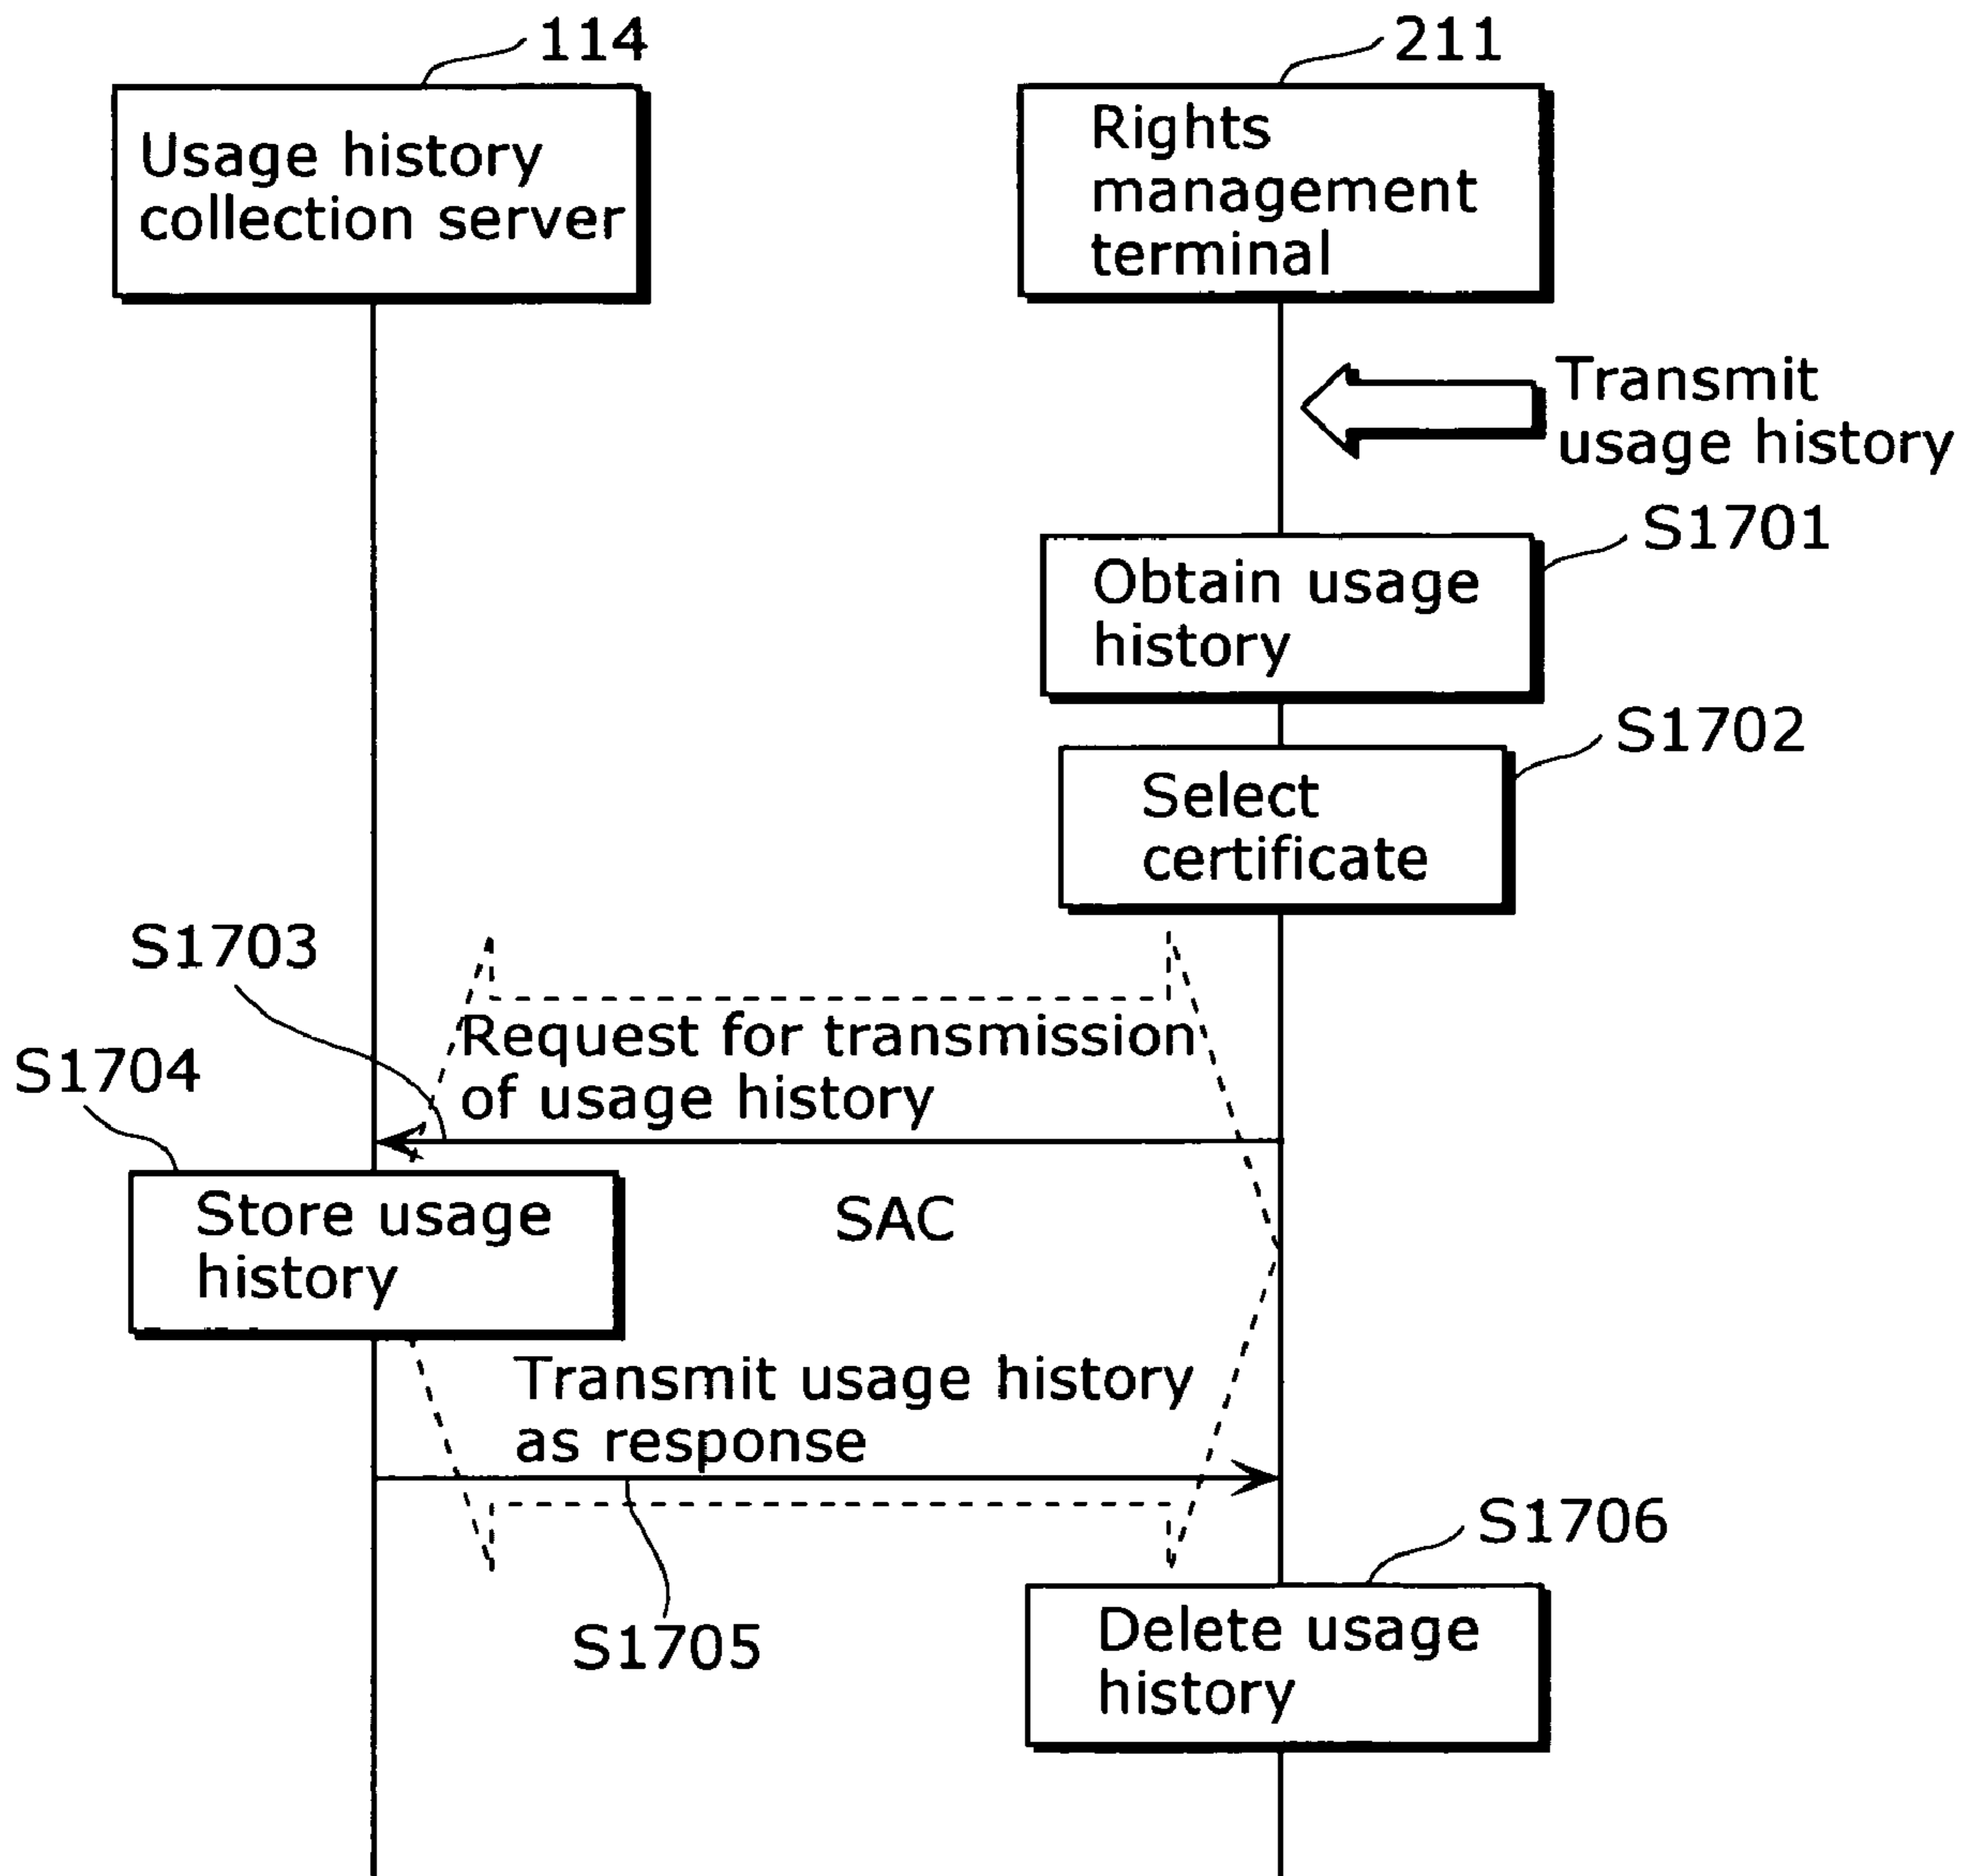 114
211
Usage history
collection server
Rights
management
terminal
Transmit
usage history
S1701
Obtain usage
history
S1702
Select
certificate
S1703
Request for transmission
of usage history
S1704
Store usage
history
SAC
Transmit usage history
as response
S1705
S1706
Delete usage
history